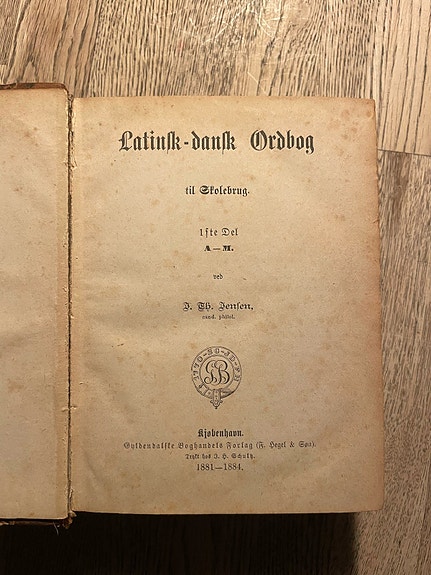 Latinsk-dansk Ordbog
til Skolebrug.
1ste Del
A—M.
ved
J. Th. Jensen,
cand. philol.
Kjøbenhavn.
Gyldendalske Boghandels Forlag (F. Hegel & Søn).
Trykt hos J. H. Schultz.
1881—1884.